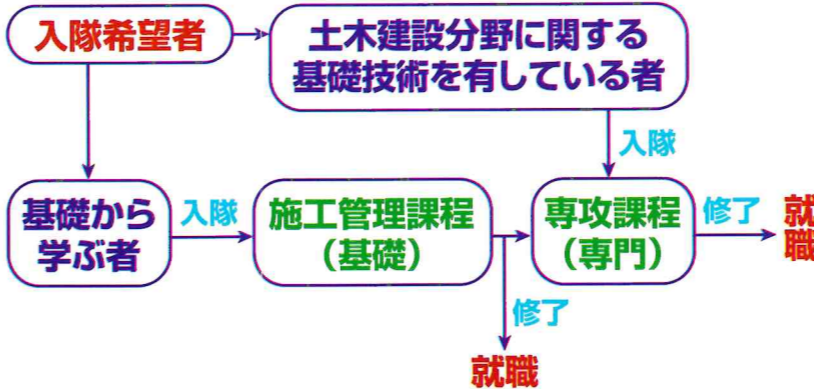 入隊希望者
土木建設分野に関する
基礎技術を有している者
入隊
基礎から
学ぶ者
入隊
施工管理課程
（基礎）
専攻課程
（専門）
修了
就
職
修了
就職